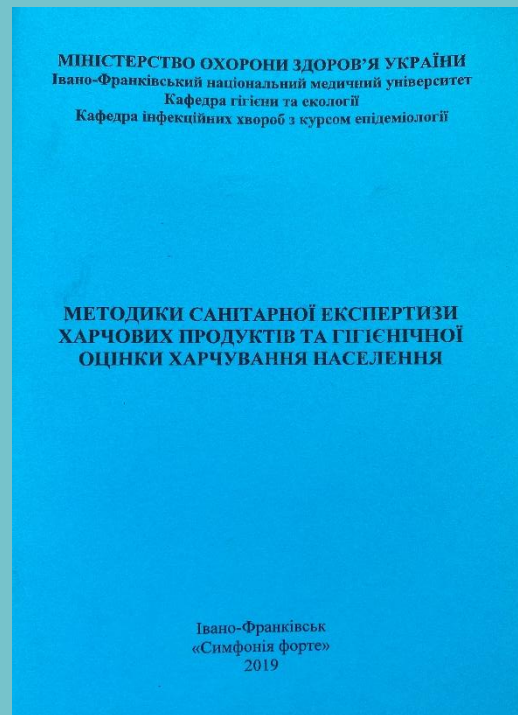 МІНІСТЕРСТВО ОХОРОНИ ЗДОРОВ'Я УКРАЇНИ
Івано-Франківський національний медичний університет
Кафедра гігієни та екології
Кафедра інфекційних хвороб з курсом епідеміології
МЕТОДИКИ САНІТАРНОЇ ЕКСПЕРТИЗИ
ХАРЧОВИХ ПРОДУКТІВ ТА ГІГІЄНІЧНОЇ
ОЦІНКИ ХАРЧУВАННЯ НАСЕЛЕННЯ
Івано-Франківськ
«Симфонія форте»
2019